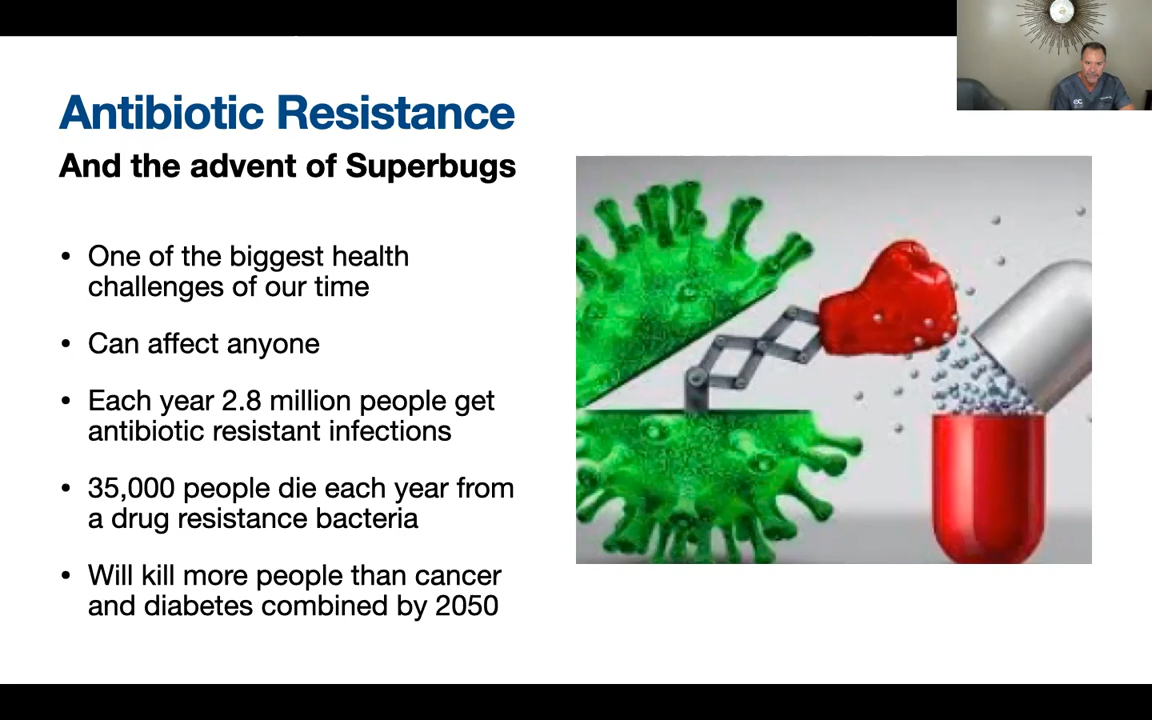 Antibiotic Resistance
And the advent of Superbugs
• One of the biggest health
challenges of our time
• Can affect anyone
• Each year 2.8 million people get
antibiotic resistant infections
• 35,000 people die each year from
a drug resistance bacteria
• Will kill more people than cancer
and diabetes combined by 2050